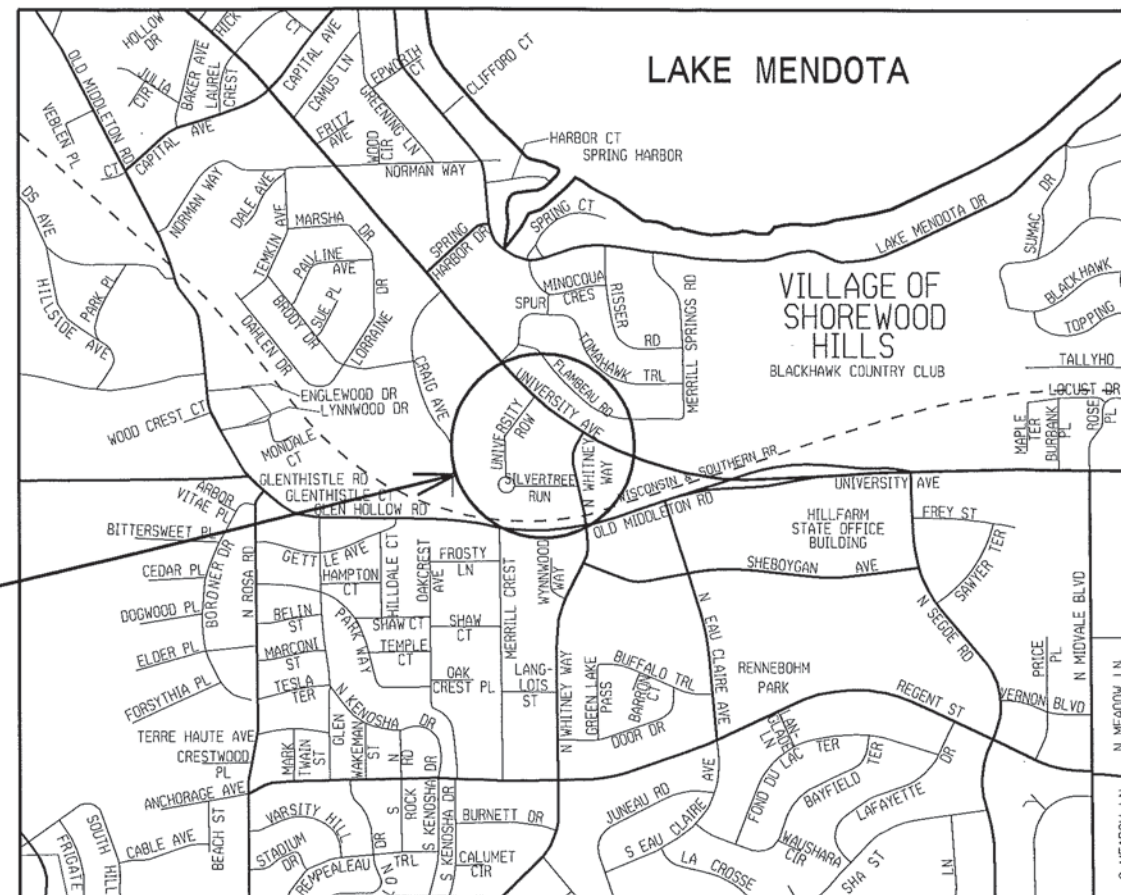 HOLLOW
DR
HICK
CT
CAPITAL AVE
OLD MIDDLETON RD
JULIA
CIR
BAKER AVE
LAUREL
CREST
CAMUS LN
EPWORTH
CT
CLIFFORD CT
LAKE MENDOTA
VEBLEN PL
FRITZ
AVE
GREENING LN
WOOD
CIR
CT
CAPITAL AVE
HARBOR CT
SPRING HARBOR
NORMAN WAY
NORMAN WAY
DALE AVE
DS AVE
TEMKIN AVE
MARSHA
DR
SPRING
HARBOR DR
SPRING CT
LAKE MENDOTA DR
SUMAC DR
PAULINE
AVE
HILLSIDE AVE
PARK PL
SUE PL
BRODY DR
DAHLEN DR
LORRAINE
DR
MINOCQUA
CRES
SPUR
RISSER
RD
MERRILL SPRINGS RD
VILLAGE OF
SHOREWOOD
HILLS
BLACKHAWK COUNTRY CLUB
BLACKHAWK
TOPPING
TALLYHO
CRAIG AVE
TOMAHAWK TRL
FLAMBEAU RD
UNIVERSITY AVE
UNIVERSITY
ROW
ENGLEWOOD DR
LYNNWOOD DR
WOOD CREST CT
MONDALE
CT
LOCUST DR
MAPLE
TER
BURBANK
PL
ROSE
PL
GLENTHISTLE RD
GLENTHISTLE CT
GLEN HOLLOW RD
SILVERTREE
RUN
N WHITNEY
WAY
WISCONSIN & SOUTHERN RR
OLD MIDDLETON RD
UNIVERSITY AVE
ARBOR
VITAE PL
BITTERSWEET PL
CEDAR PL
DOGWOOD PL
ELDER PL
FORSYTHIA PL
BORDNER DR
N ROSA RD
GETTLE AVE
HAMPTON
CT
HILLDALE CT
OAKCREST
AVE
FROSTY
LN
MERRILL CREST
WYNNWOOD
WAY
HILLFARM
STATE OFFICE
BUILDING
FREY ST
SAWYER TER
SHEBOYGAN AVE
BELIN
ST
MARCONI
ST
TESLA
TER
PARK WAY
SHAW CT
SHAW
CT
TEMPLE
CT
OAK
CREST PL
LANG-
LOIS
ST
N EAU CLAIRE AVE
N SEGOE RD
N MIDVALE BLVD
PRICE
PL
BUFFALO TRL
GREEN LAKE
PASS
BARRON
CT
DOOR DR
RENNEBOHM
PARK
REGENT ST
VERNON BLVD
N MEADOW LN
N WHITNEY WAY
N KENOSHA DR
TERRE HAUTE AVE
CRESTWOOD
PL
MARK
TWAIN
ST
GLEN
WAKEMAN
ST
N
RD
LAN-
GLADE
LN
FOND DU LAC TER
BAYFIELD TER
LAFAYETTE DR
ANCHORAGE AVE
BEACH ST
CABLE AVE
SOUTH HIL
FRIGATE
VARSITY HILL
STADIUM
DR
REMPEALEAU TRL
DR
S
ROCK
S KENOSHA DR
S KENOSHA DR
BURNETT DR
CALUMET
CIR
JUNEAU RD
S EAU CLAIRE AVE
LA CROSSE
WAUSHARA
CIR
SHA ST
LN